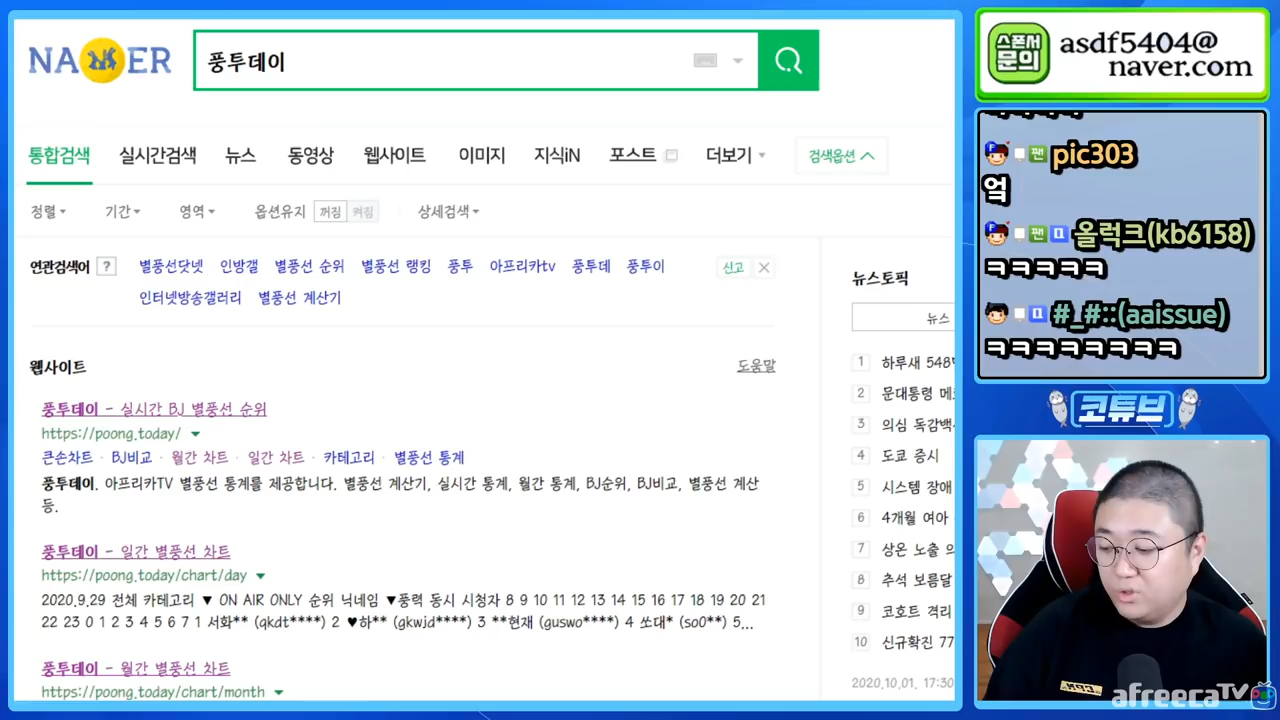 NAVER
풍투데이
통합검색 실시간검색 뉴스 동영상 웹사이트 이미지 지식iN 포스트 더보기 검색옵션
정렬 기간 영역 옵션유지 꺼짐 켜짐 상세검색
연관검색어 ? 별풍선닷넷 인방갤 별풍선 순위 별풍선 랭킹 풍투 아프리카tv 풍투데 풍투이 신고
인터넷방송갤러리 별풍선 계산기
웹사이트 도움말
풍투데이 - 실시간 BJ 별풍선 순위
https://poong.today/
큰손차트 · BJ비교 · 월간 차트 · 일간 차트 · 카테고리 · 별풍선 통계
풍투데이. 아프리카TV 별풍선 통계를 제공합니다. 별풍선 계산기, 실시간 통계, 월간 통계, BJ순위, BJ비교, 별풍선 계산
등.
풍투데이 - 일간 별풍선 차트
https://poong.today/chart/day
2020.9.29 전체 카테고리 ▼ ON AIR ONLY 순위 닉네임 ▼풍력 동시 시청자 8 9 10 11 12 13 14 15 16 17 18 19 20 21
22 23 0 1 2 3 4 5 6 7 1 서화** (qkdt****) 2 ♥하** (gkwjd****) 3 **현재 (guswo****) 4 쏘대* (so0**) 5...
풍투데이 - 월간 별풍선 차트
https://poong.today/chart/month
뉴스토픽
뉴스
1 하루새 548
2 문대통령 메
3 의심 독감백
4 도쿄 증시
5 시스템 장애
6 4개월 여아
7 상온 노출 의
8 추석 보름달
9 코호트 격리
10 신규확진 77
2020.10.01. 17:30
스폰서
문의
asdf5404@
naver.com
팬 pic303
엌
팬 올럭크(kb6158)
ㅋㅋㅋㅋㅋ
#_#::(aaissue)
ㅋㅋㅋㅋㅋㅋㅋㅋ
코튜브
afreecaTV